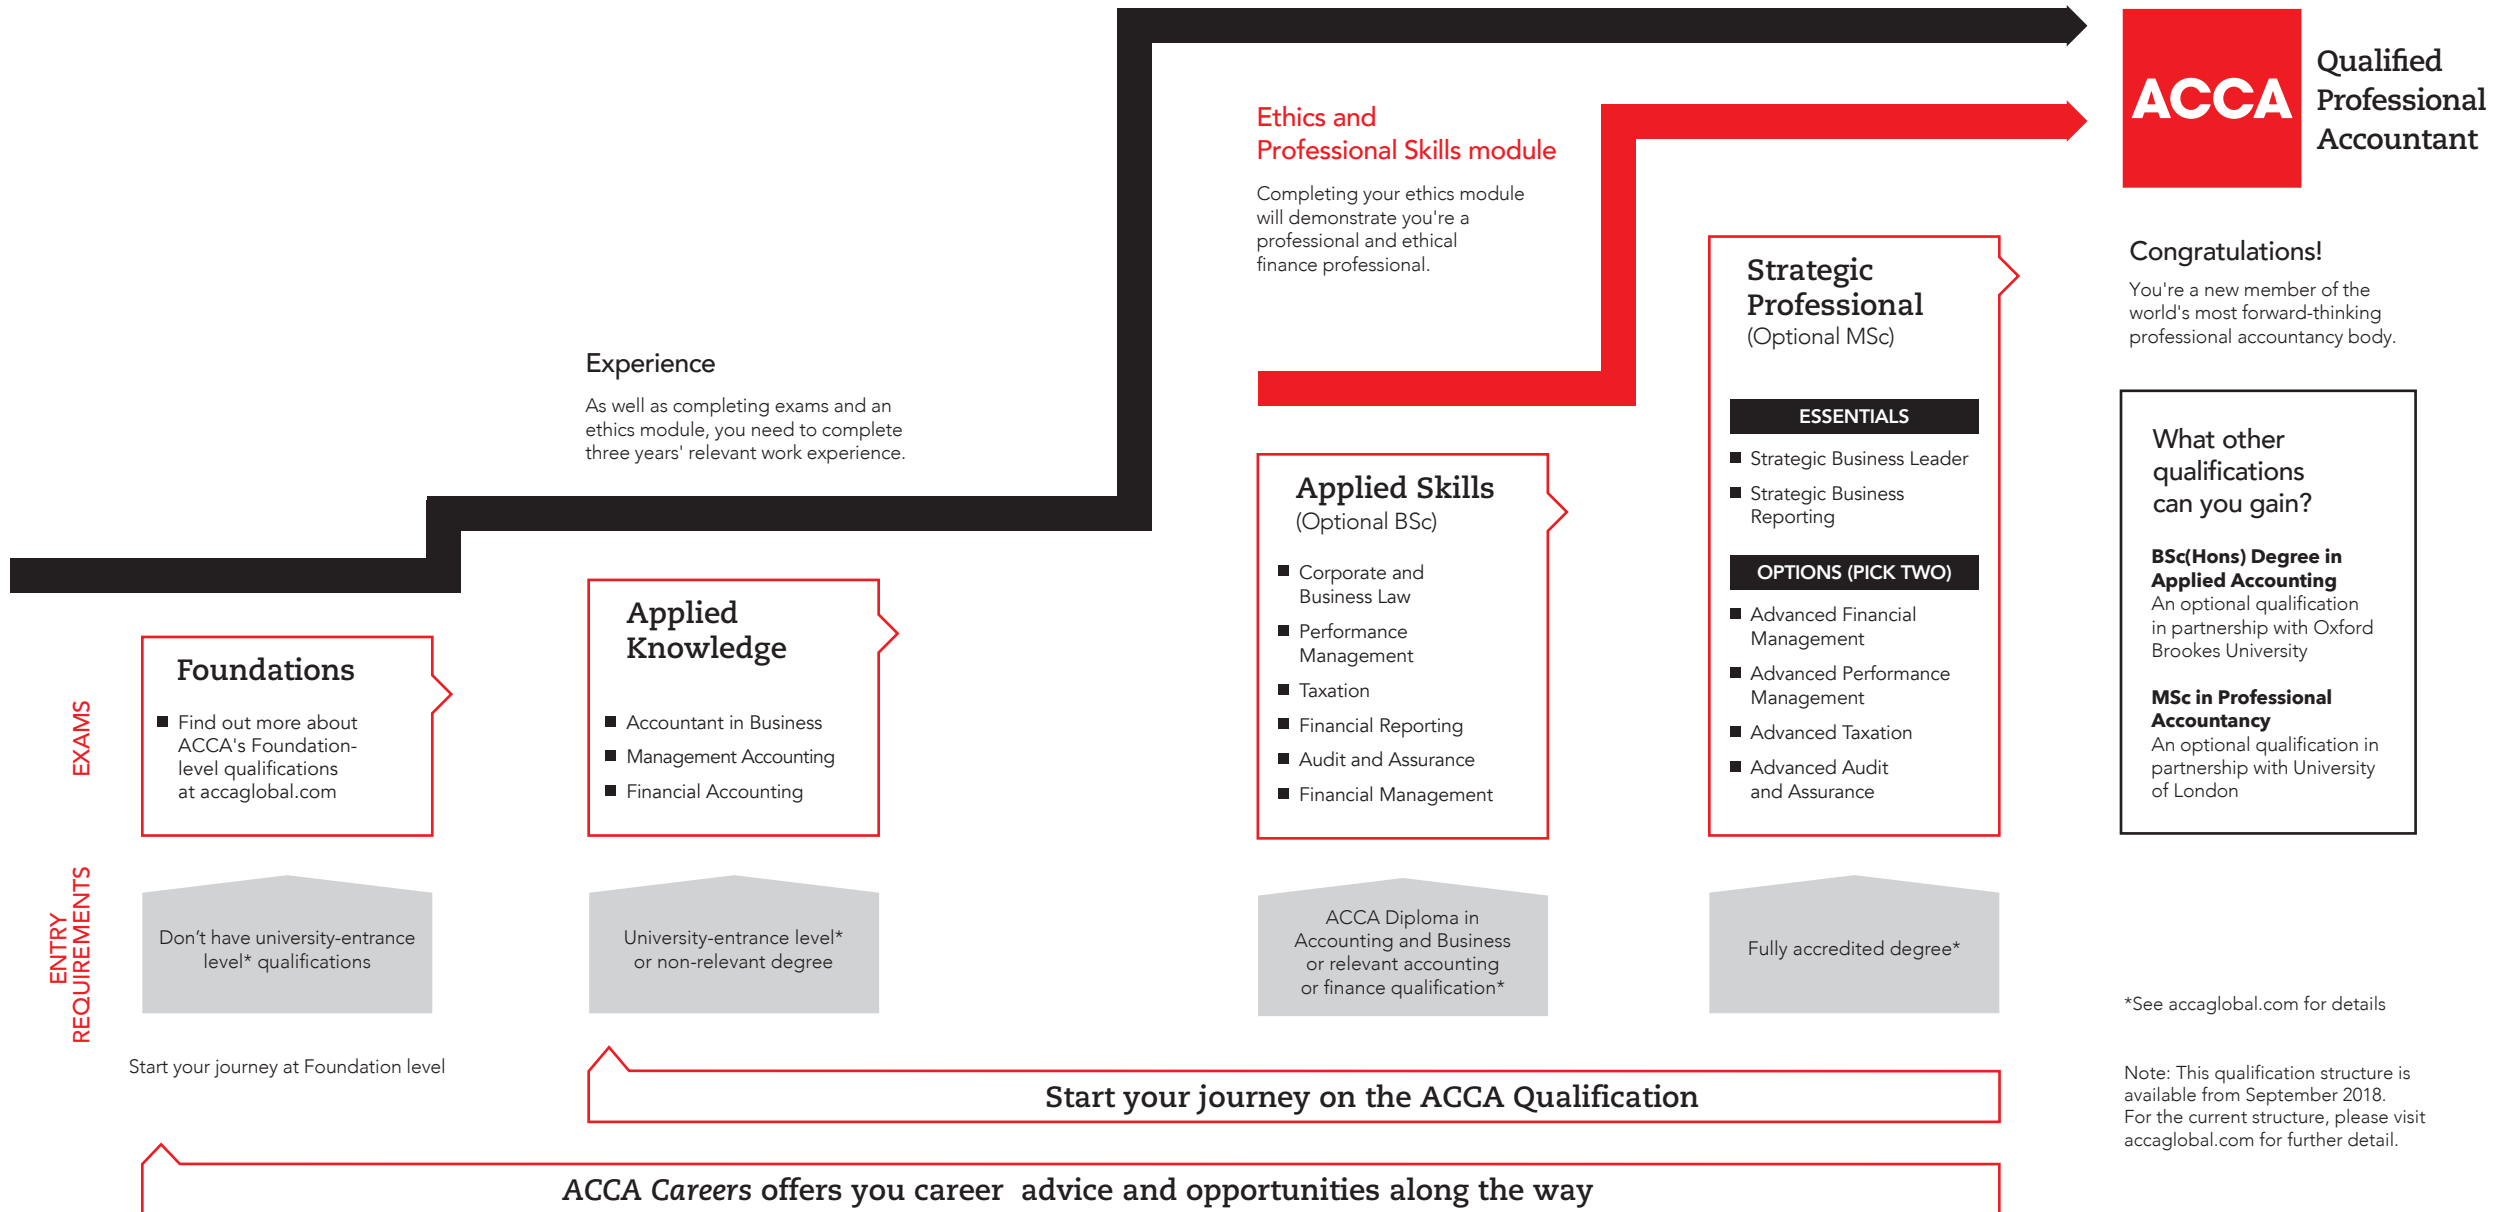 ACCA
Qualified
Professional
Accountant
Ethics and
Professional Skills module
Completing your ethics module
will demonstrate you're a
professional and ethical
finance professional.
Experience
As well as completing exams and an
ethics module, you need to complete
three years' relevant work experience.
EXAMS
Foundations
■ Find out more about
ACCA's Foundation-
level qualifications
at accaglobal.com
Applied
Knowledge
■ Accountant in Business
■ Management Accounting
■ Financial Accounting
Applied Skills
(Optional BSc)
■ Corporate and
Business Law
■ Performance
Management
■ Taxation
■ Financial Reporting
■ Audit and Assurance
■ Financial Management
Strategic
Professional
(Optional MSc)
ESSENTIALS
■ Strategic Business Leader
■ Strategic Business
Reporting
OPTIONS (PICK TWO)
■ Advanced Financial
Management
■ Advanced Performance
Management
■ Advanced Taxation
■ Advanced Audit
and Assurance
Congratulations!
You're a new member of the
world's most forward-thinking
professional accountancy body.
What other
qualifications
can you gain?
BSc(Hons) Degree in
Applied Accounting
An optional qualification
in partnership with Oxford
Brookes University
MSc in Professional
Accountancy
An optional qualification in
partnership with University
of London
ENTRY
REQUIREMENTS
Don't have university-entrance
level* qualifications
University-entrance level*
or non-relevant degree
ACCA Diploma in
Accounting and Business
or relevant accounting
or finance qualification*
Fully accredited degree*
*See accaglobal.com for details
Start your journey at Foundation level
Start your journey on the ACCA Qualification
Note: This qualification structure is
available from September 2018.
For the current structure, please visit
accaglobal.com for further detail.
ACCA Careers offers you career advice and opportunities along the way